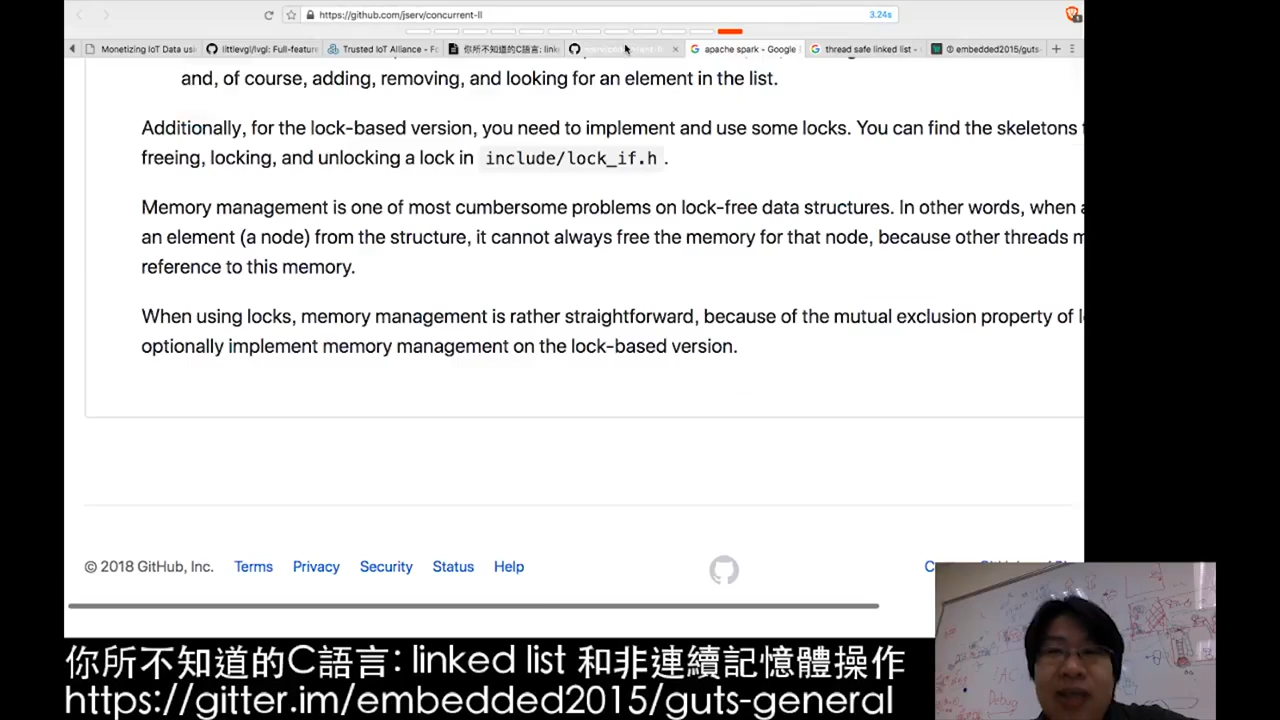 https://github.com/jserv/concurrent-ll
3.24s
Monetizing IoT Data usi
littlevgl/lvgl: Full-feature
Trusted IoT Alliance - Fo
你所不知道的C語言: link
apache spark - Google
thread safe linked list -
embedded2015/guts-
and, of course, adding, removing, and looking for an element in the list.
Additionally, for the lock-based version, you need to implement and use some locks. You can find the skeletons
freeing, locking, and unlocking a lock in include/lock_if.h .
Memory management is one of most cumbersome problems on lock-free data structures. In other words, when a
an element (a node) from the structure, it cannot always free the memory for that node, because other threads m
reference to this memory.
When using locks, memory management is rather straightforward, because of the mutual exclusion property of l
optionally implement memory management on the lock-based version.
© 2018 GitHub, Inc. Terms Privacy Security Status Help
Debug
你所不知道的C語言: linked list 和非連續記憶體操作
https://gitter.im/embedded2015/guts-general